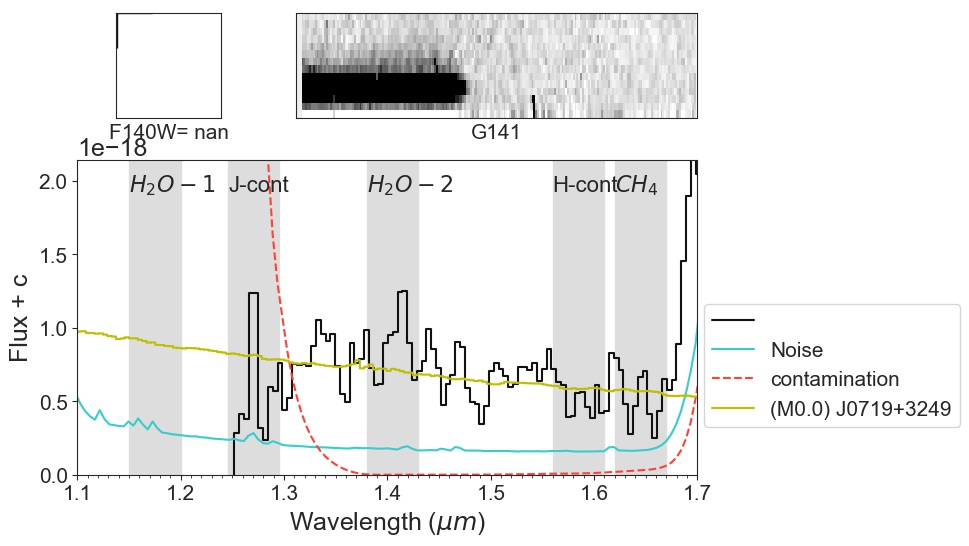 F140W= nan
G141
1e−18
H₂O − 1
J-cont
H₂O − 2
H-cont
CH₄
2.0
1.5
1.0
0.5
0.0
Flux + c
1.1
1.2
1.3
1.4
1.5
1.6
1.7
Wavelength (μm)
Noise
contamination
(M0.0) J0719+3249